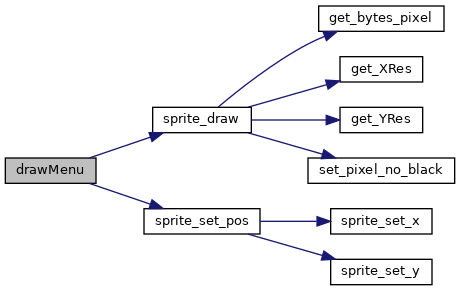 get_bytes_pixel
get_XRes
sprite_draw
get_YRes
drawMenu
set_pixel_no_black
sprite_set_pos
sprite_set_x
sprite_set_y